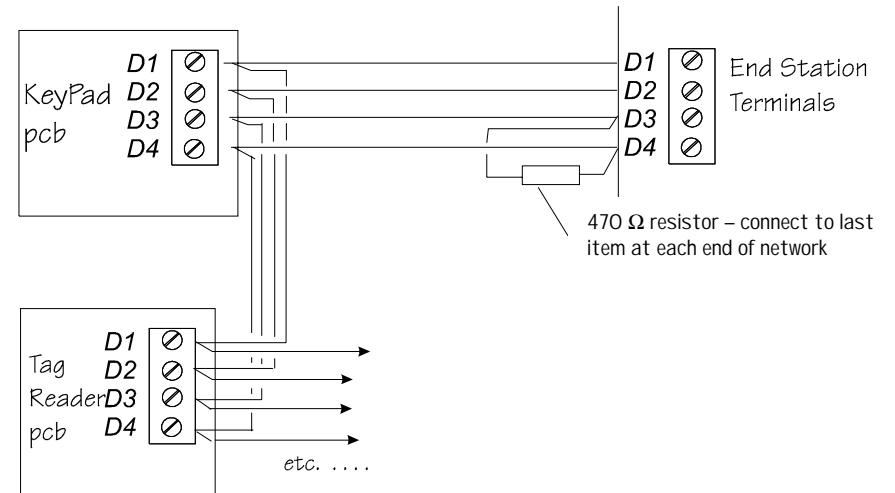 KeyPad
pcb
D1
D2
D3
D4
D1
D2
D3
D4
End Station
Terminals
470 Ω resistor – connect to last
item at each end of network
Tag
Reader
pcb
D1
D2
D3
D4
etc. . . . .